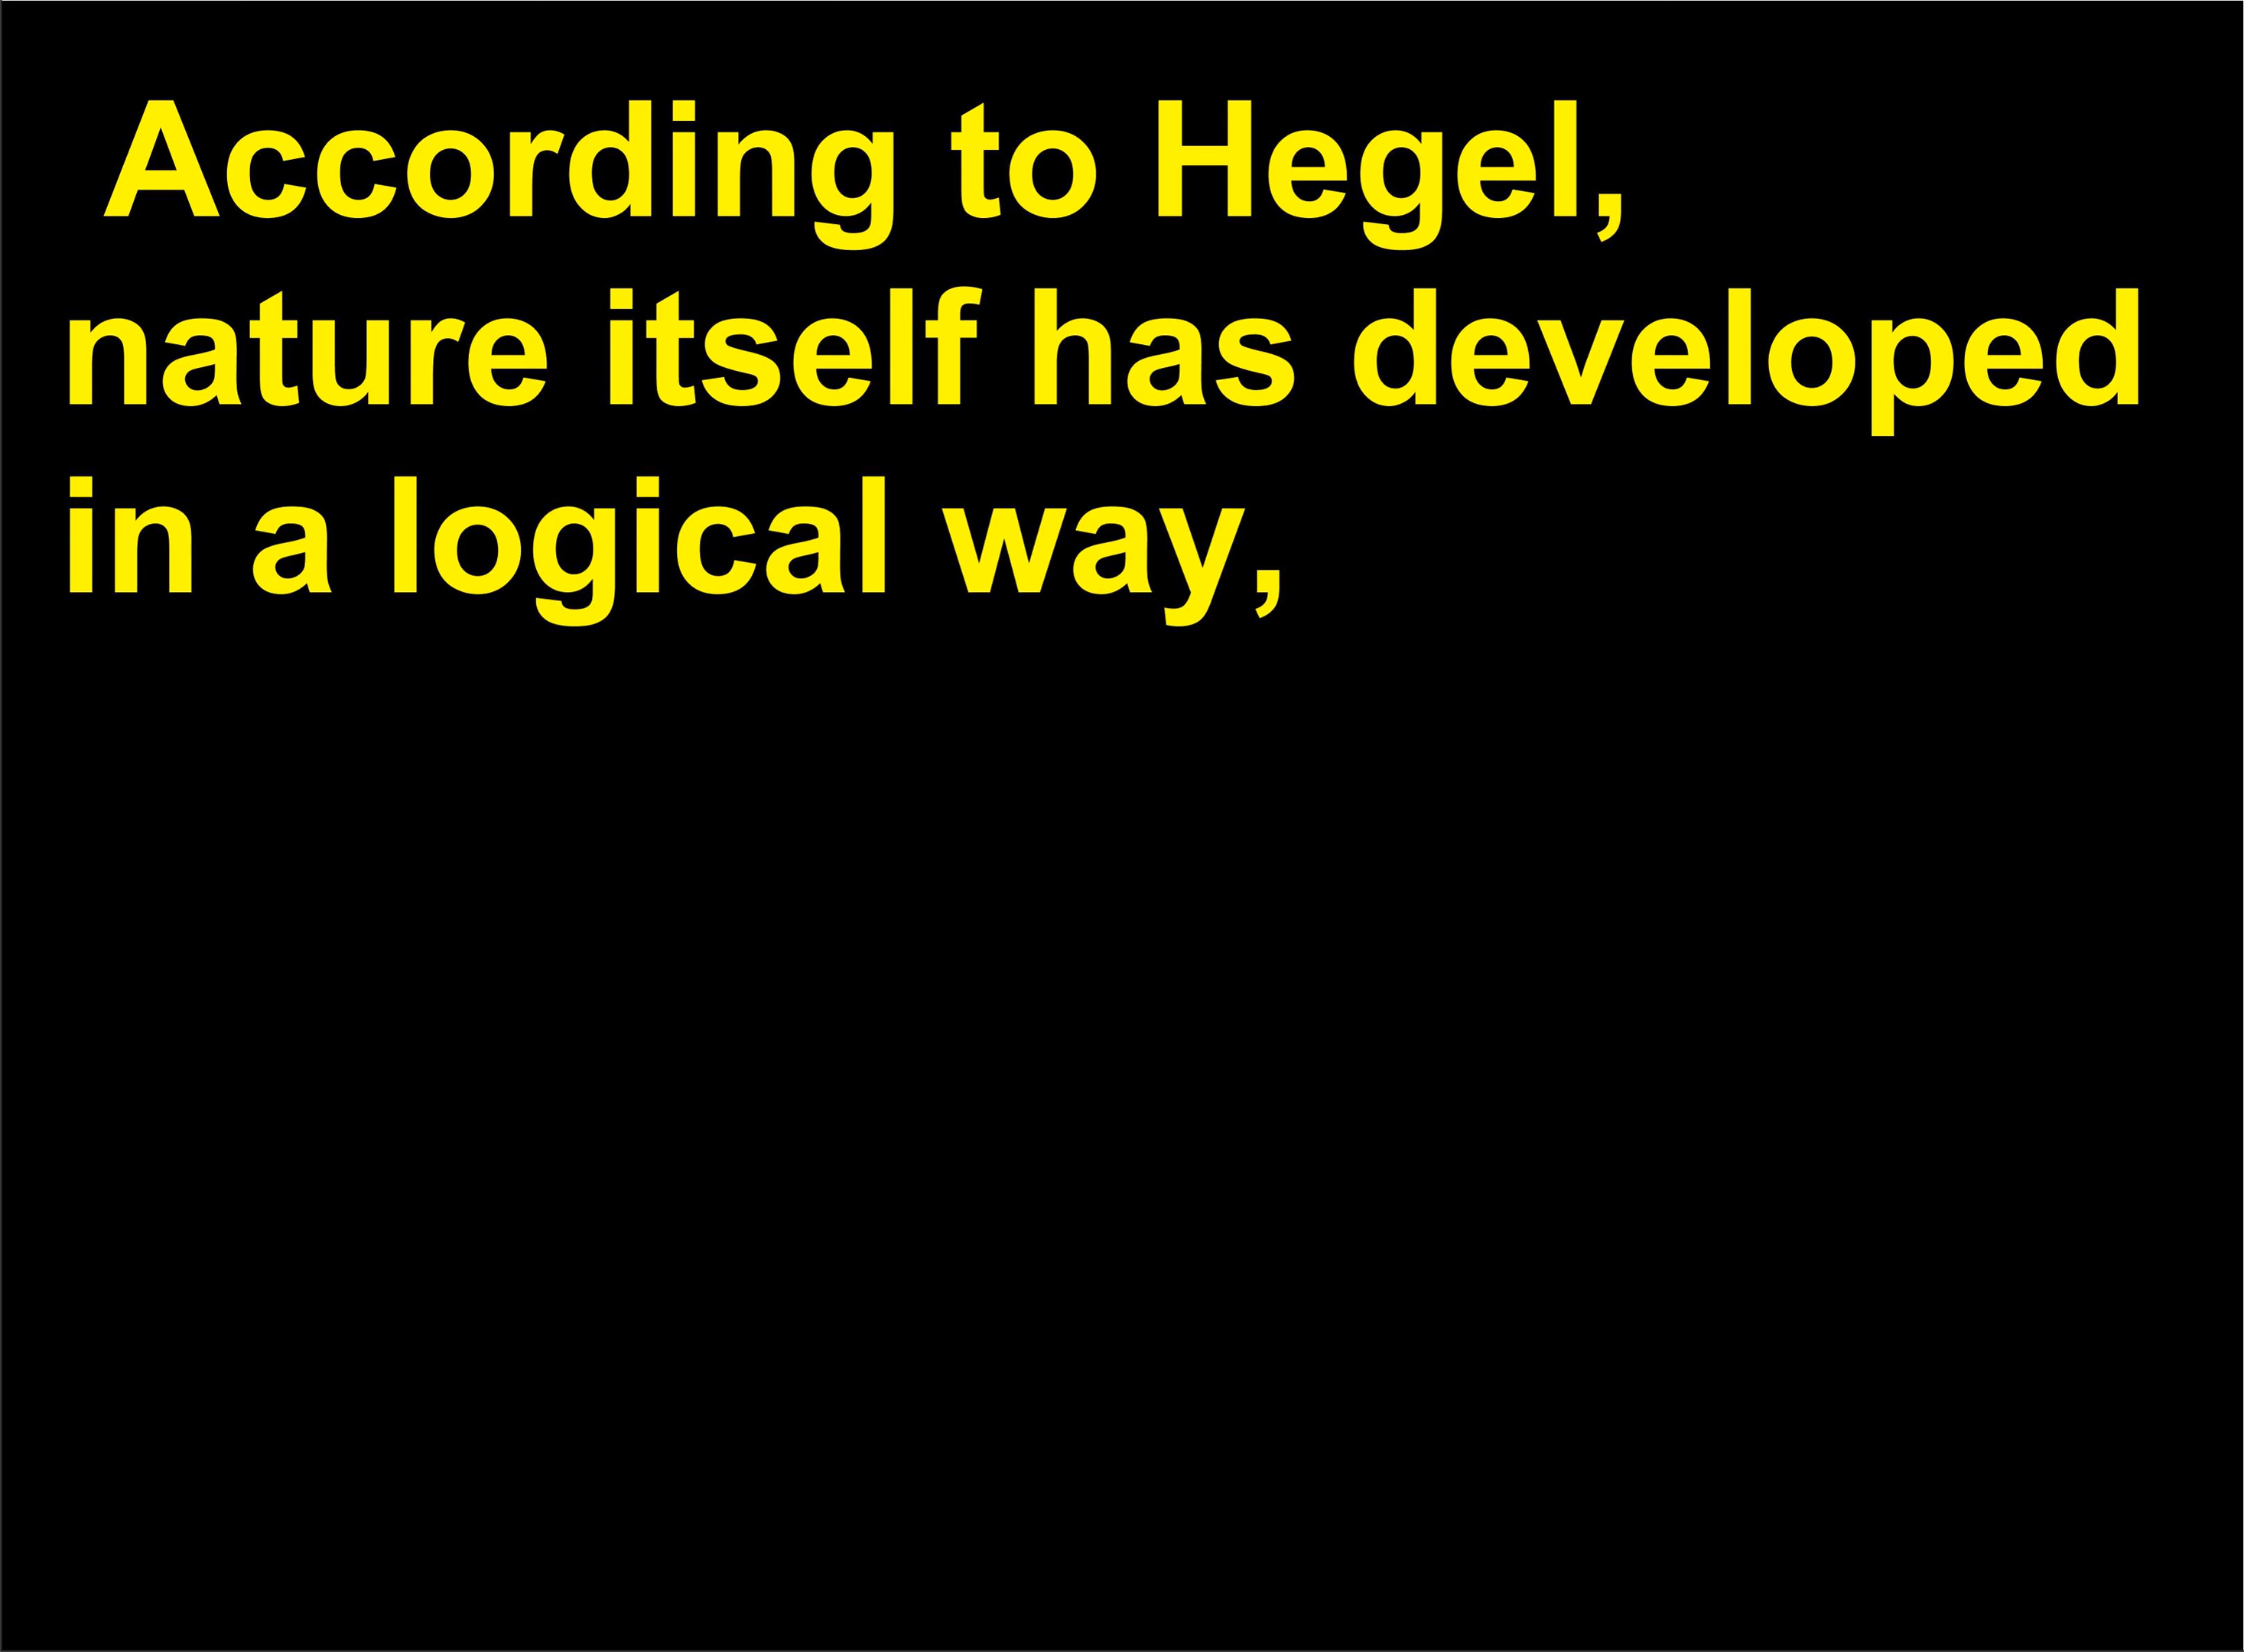 According to Hegel,
nature itself has developed
in a logical way,